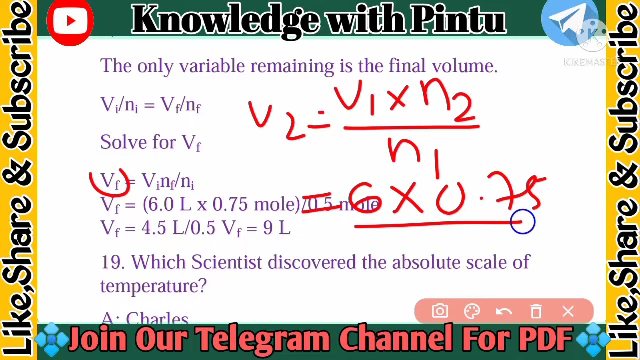 Knowledge with Pintu
Like,Share & Subscribe
The only variable remaining is the final volume.
Vi/ni = Vf/nf
Solve for Vf
Vf = Vinf/ni
Vf = (6.0 L x 0.75 mole)/0.5 mole
Vf = 4.5 L/0.5 Vf = 9 L
V2 = V1 × n2
n1
= 6 × 0.75
19. Which Scientist discovered the absolute scale of
temperature?
A: Charles
Like,Share & Subscribe
Join Our Telegram Channel For PDF